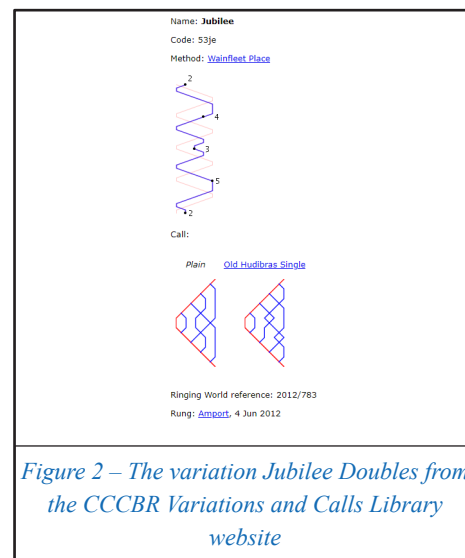 Name: Jubilee
Code: 53je
Method: Wainfleet Place
2
4
3
5
2
Call:
Plain Old Hudibras Single
Ringing World reference: 2012/783
Rung: Amport, 4 Jun 2012
Figure 2 – The variation Jubilee Doubles from
the CCCBR Variations and Calls Library
website